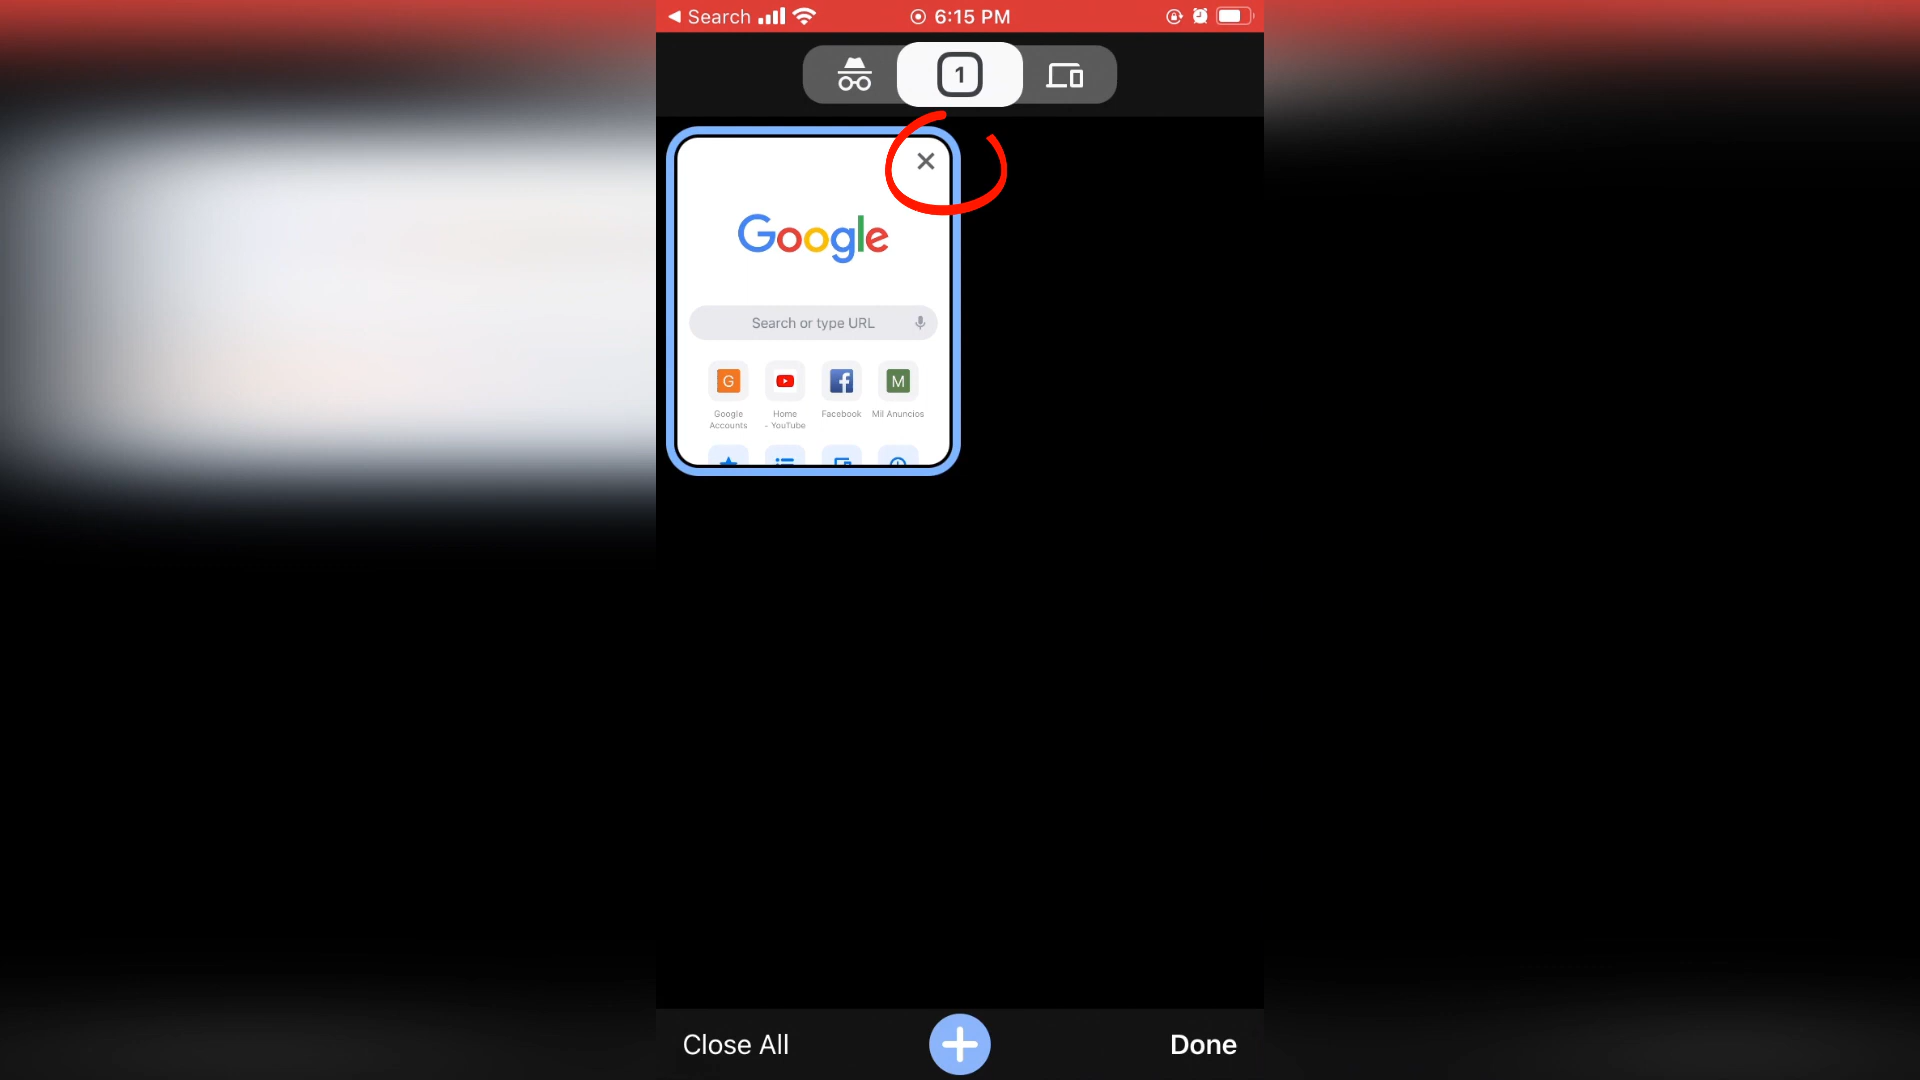 Search
6:15 PM
1
Google
Search or type URL
G
M
Google
Accounts
Home
- YouTube
Facebook
Mil Anuncios
Close All
Done